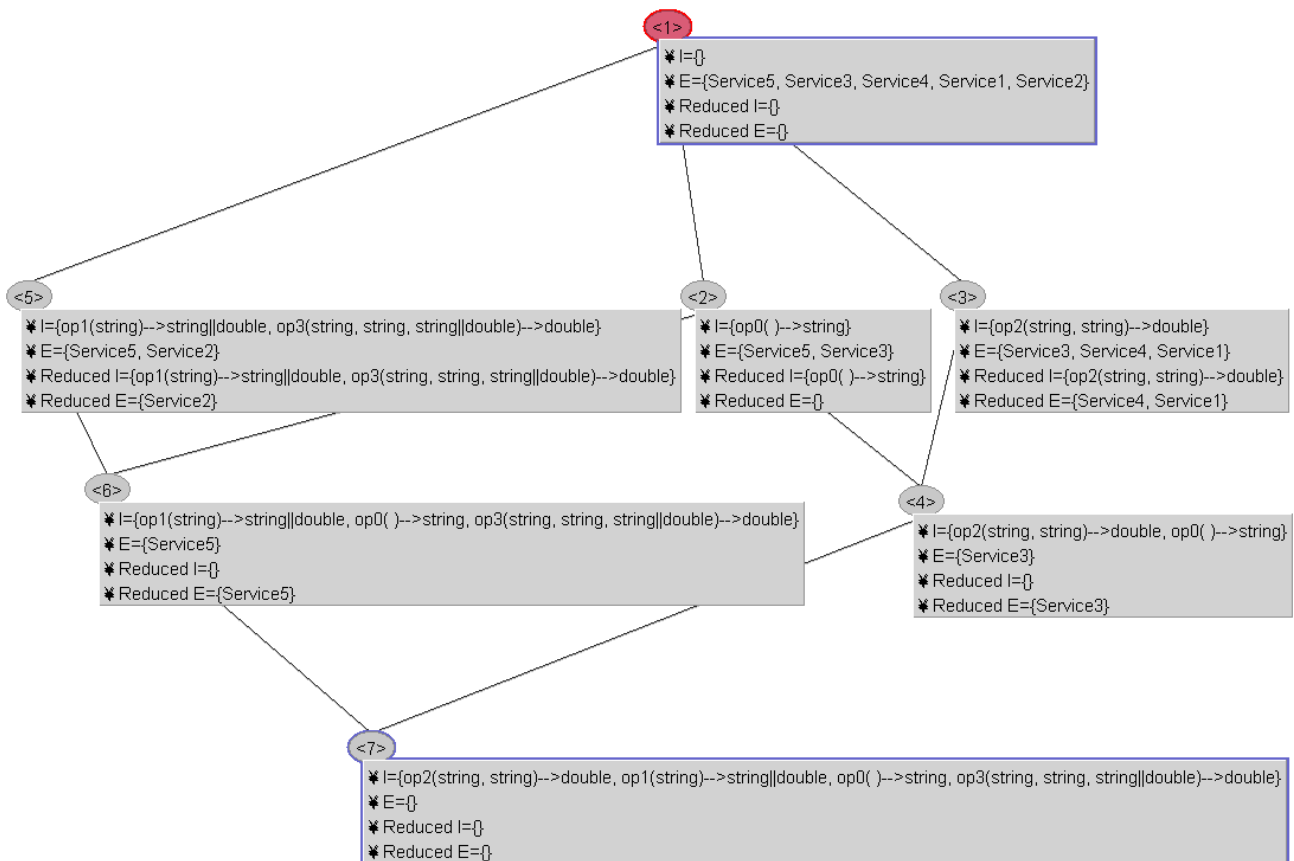 <1>
¥ I={}
¥ E={Service5, Service3, Service4, Service1, Service2}
¥ Reduced I={}
¥ Reduced E={}
<5>
¥ I={op1(string)-->string||double, op3(string, string, string||double)-->double}
¥ E={Service5, Service2}
¥ Reduced I={op1(string)-->string||double, op3(string, string, string||double)-->double}
¥ Reduced E={Service2}
<2>
¥ I={op0( )-->string}
¥ E={Service5, Service3}
¥ Reduced I={op0( )-->string}
¥ Reduced E={}
<3>
¥ I={op2(string, string)-->double}
¥ E={Service3, Service4, Service1}
¥ Reduced I={op2(string, string)-->double}
¥ Reduced E={Service4, Service1}
<6>
¥ I={op1(string)-->string||double, op0( )-->string, op3(string, string, string||double)-->double}
¥ E={Service5}
¥ Reduced I={}
¥ Reduced E={Service5}
<4>
¥ I={op2(string, string)-->double, op0( )-->string}
¥ E={Service3}
¥ Reduced I={}
¥ Reduced E={Service3}
<7>
¥ I={op2(string, string)-->double, op1(string)-->string||double, op0( )-->string, op3(string, string, string||double)-->double}
¥ E={}
¥ Reduced I={}
¥ Reduced E={}